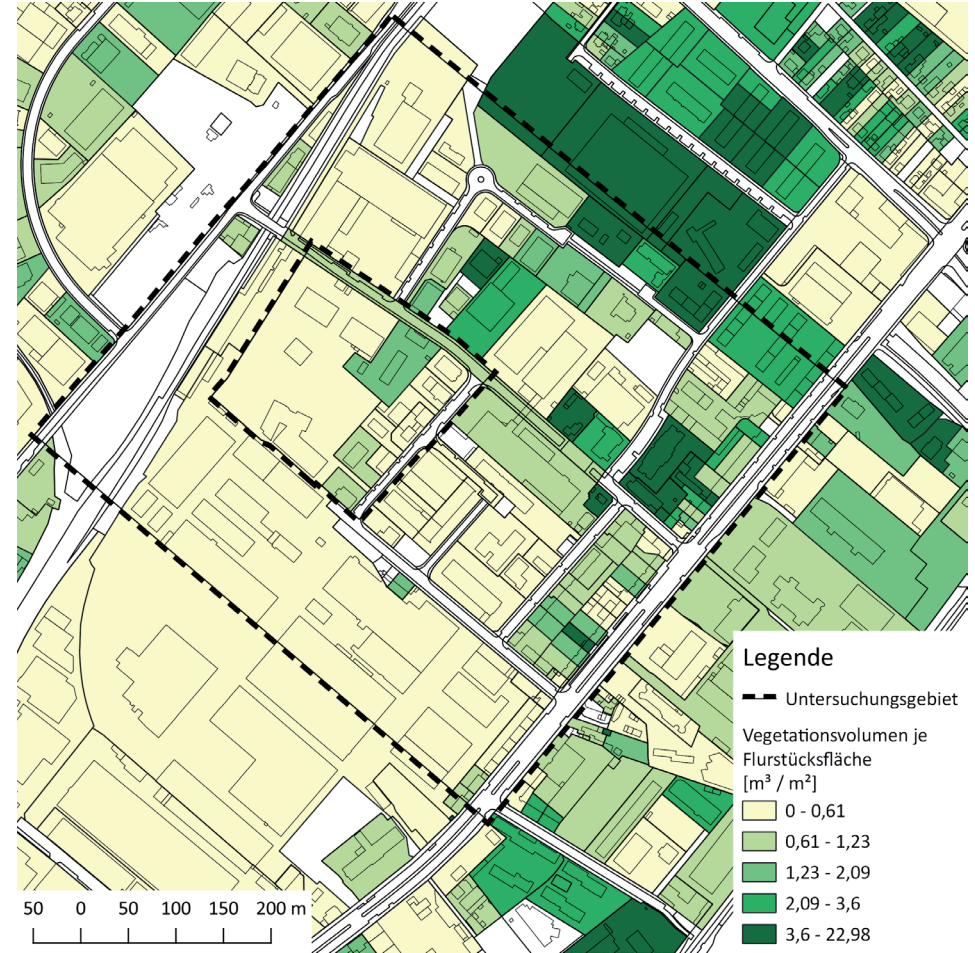 Legende
Untersuchungsgebiet
Vegetationsvolumen je
Flurstücksfläche
[m³ / m²]
0 - 0,61
0,61 - 1,23
1,23 - 2,09
2,09 - 3,6
3,6 - 22,98
50 0 50 100 150 200 m